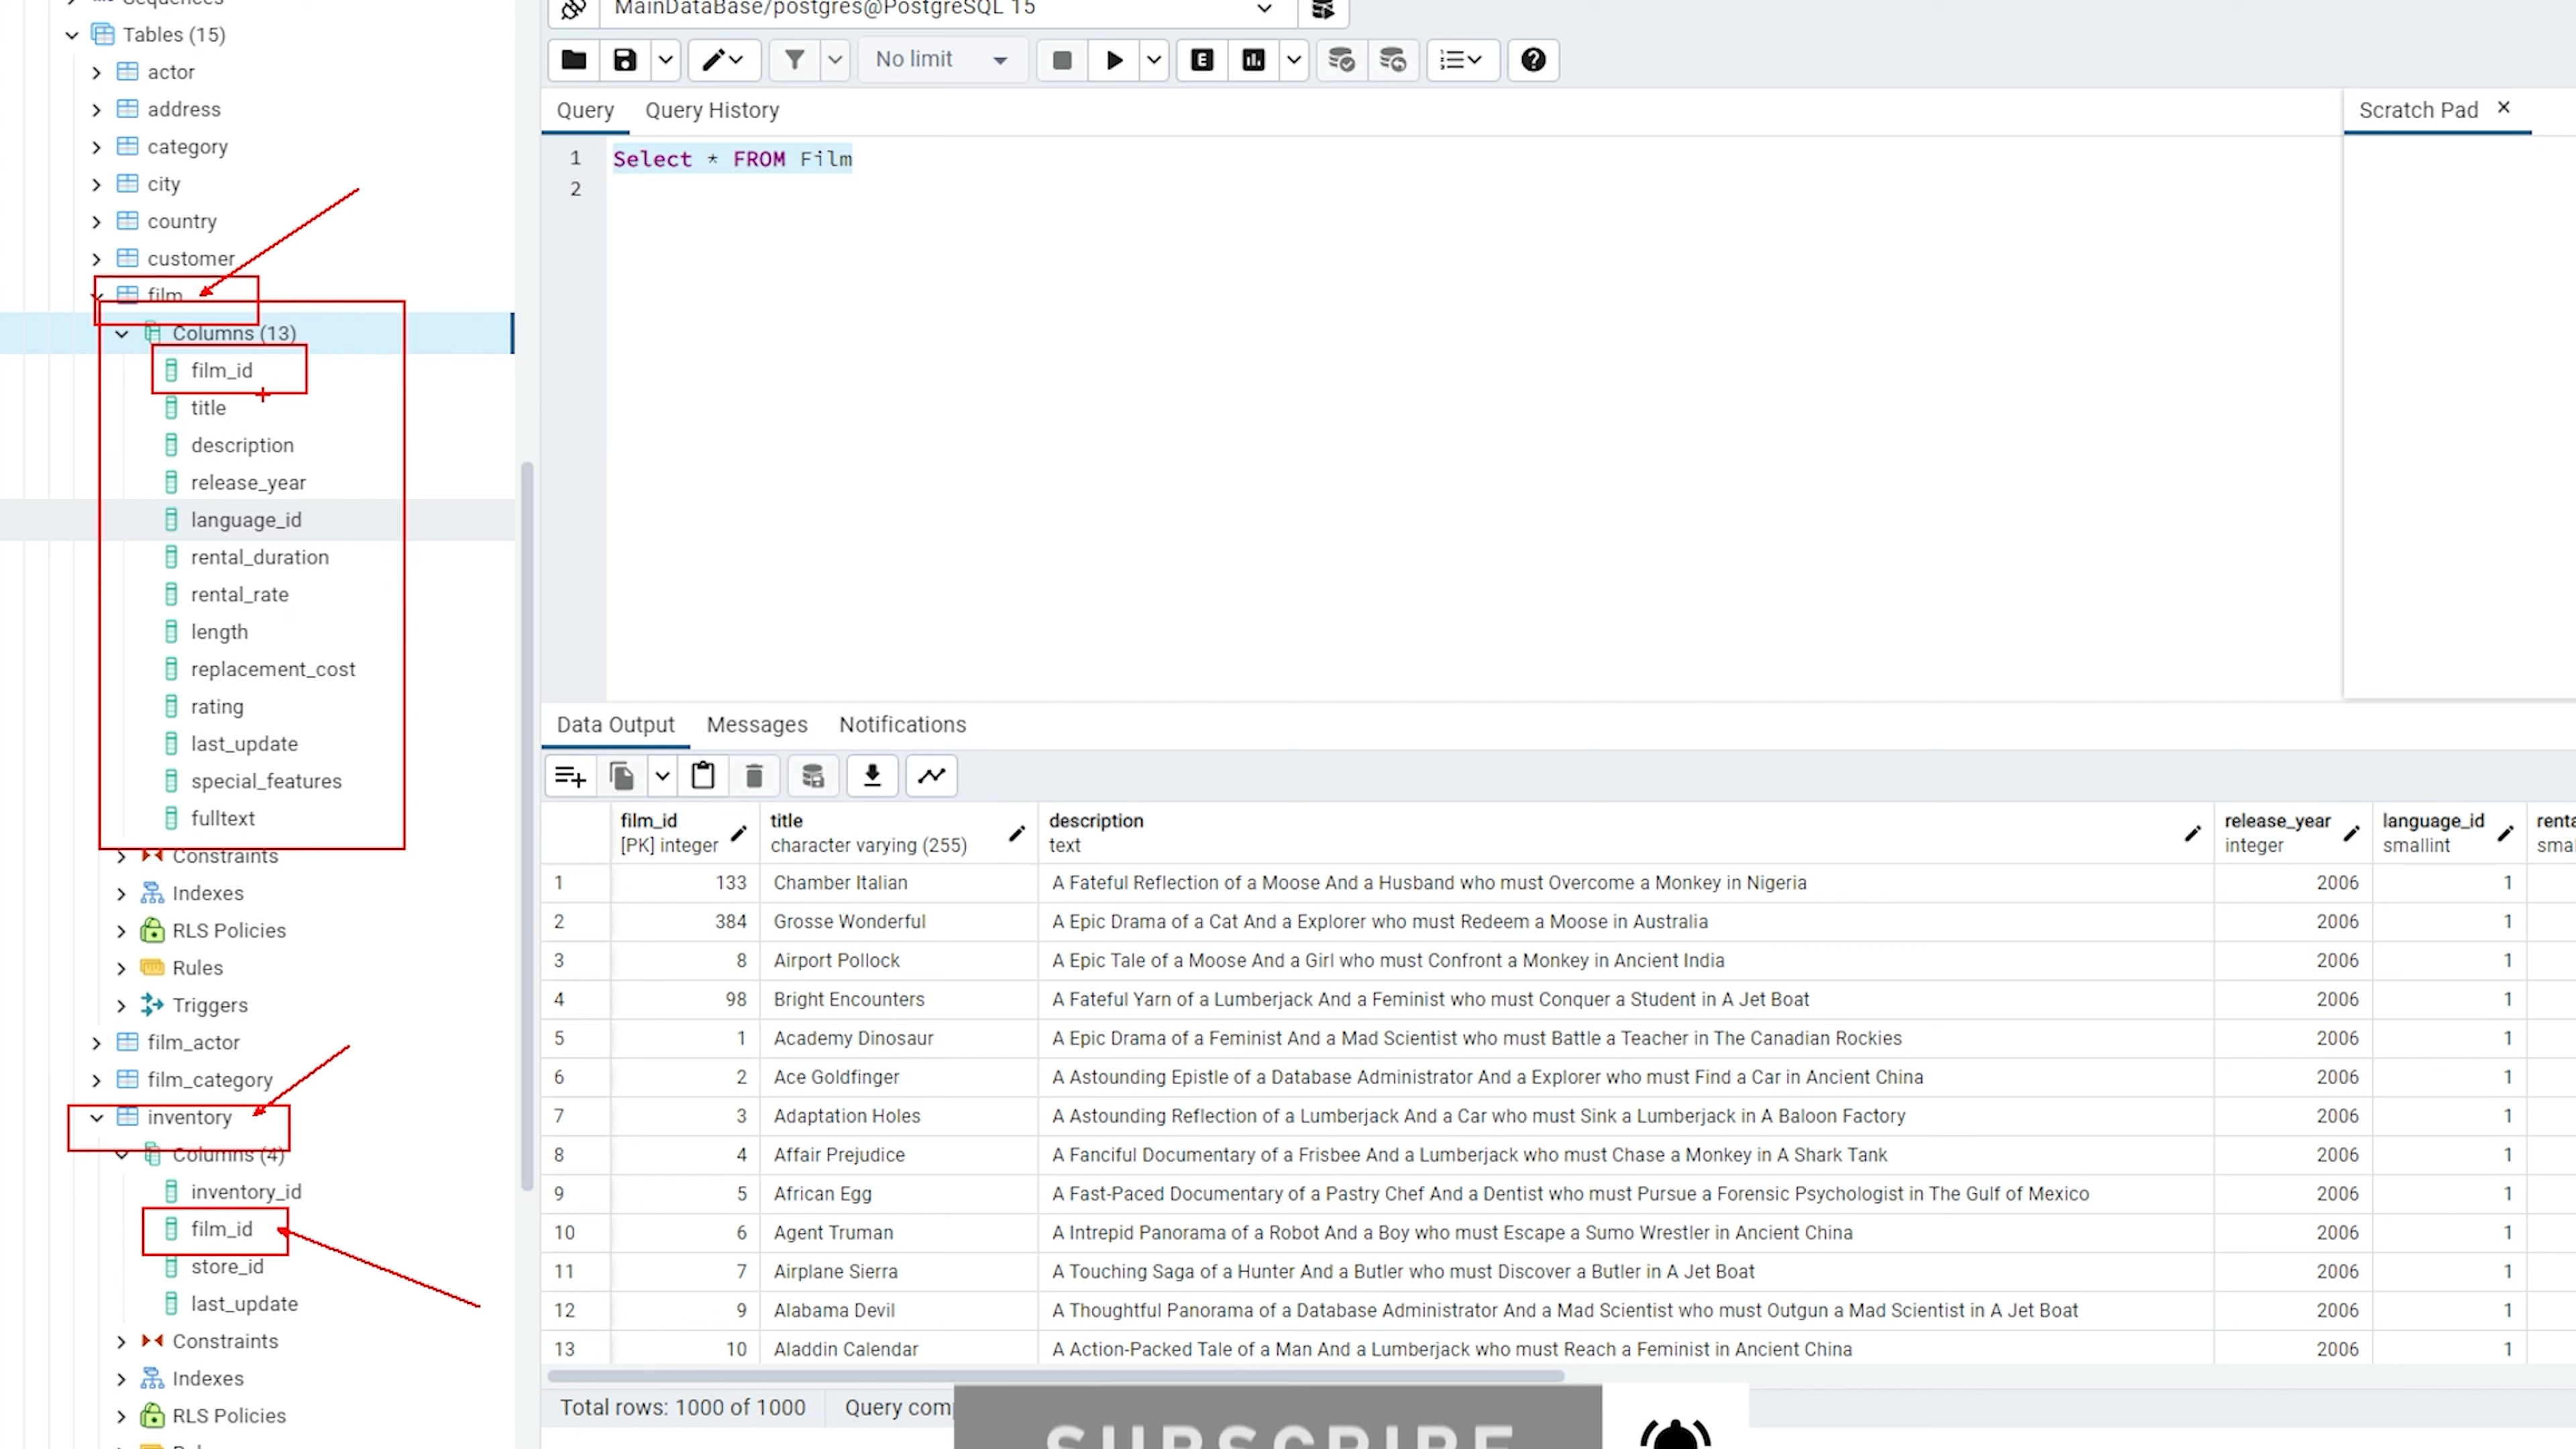 Sequences
Tables (15)
actor
address
category
city
country
customer
film
Columns (13)
film_id
title
description
release_year
language_id
rental_duration
rental_rate
length
replacement_cost
rating
last_update
special_features
fulltext
Constraints
Indexes
RLS Policies
Rules
Triggers
film_actor
film_category
inventory
Columns (4)
inventory_id
film_id
store_id
last_update
Constraints
Indexes
RLS Policies
MainDataBase/postgres@PostgreSQL 15
No limit
E
Query Query History
Scratch Pad
1 Select * FROM Film
2
Data Output Messages Notifications
film_id title description release_year language_id
[PK] integer character varying (255) text integer smallint
1 133 Chamber Italian A Fateful Reflection of a Moose And a Husband who must Overcome a Monkey in Nigeria 2006 1
2 384 Grosse Wonderful A Epic Drama of a Cat And a Explorer who must Redeem a Moose in Australia 2006 1
3 8 Airport Pollock A Epic Tale of a Moose And a Girl who must Confront a Monkey in Ancient India 2006 1
4 98 Bright Encounters A Fateful Yarn of a Lumberjack And a Feminist who must Conquer a Student in A Jet Boat 2006 1
5 1 Academy Dinosaur A Epic Drama of a Feminist And a Mad Scientist who must Battle a Teacher in The Canadian Rockies 2006 1
6 2 Ace Goldfinger A Astounding Epistle of a Database Administrator And a Explorer who must Find a Car in Ancient China 2006 1
7 3 Adaptation Holes A Astounding Reflection of a Lumberjack And a Car who must Sink a Lumberjack in A Baloon Factory 2006 1
8 4 Affair Prejudice A Fanciful Documentary of a Frisbee And a Lumberjack who must Chase a Monkey in A Shark Tank 2006 1
9 5 African Egg A Fast-Paced Documentary of a Pastry Chef And a Dentist who must Pursue a Forensic Psychologist in The Gulf of Mexico 2006 1
10 6 Agent Truman A Intrepid Panorama of a Robot And a Boy who must Escape a Sumo Wrestler in Ancient China 2006 1
11 7 Airplane Sierra A Touching Saga of a Hunter And a Butler who must Discover a Butler in A Jet Boat 2006 1
12 9 Alabama Devil A Thoughtful Panorama of a Database Administrator And a Mad Scientist who must Outgun a Mad Scientist in A Jet Boat 2006 1
13 10 Aladdin Calendar A Action-Packed Tale of a Man And a Lumberjack who must Reach a Feminist in Ancient China 2006 1
Total rows: 1000 of 1000 Query com
SUBSCRIBE